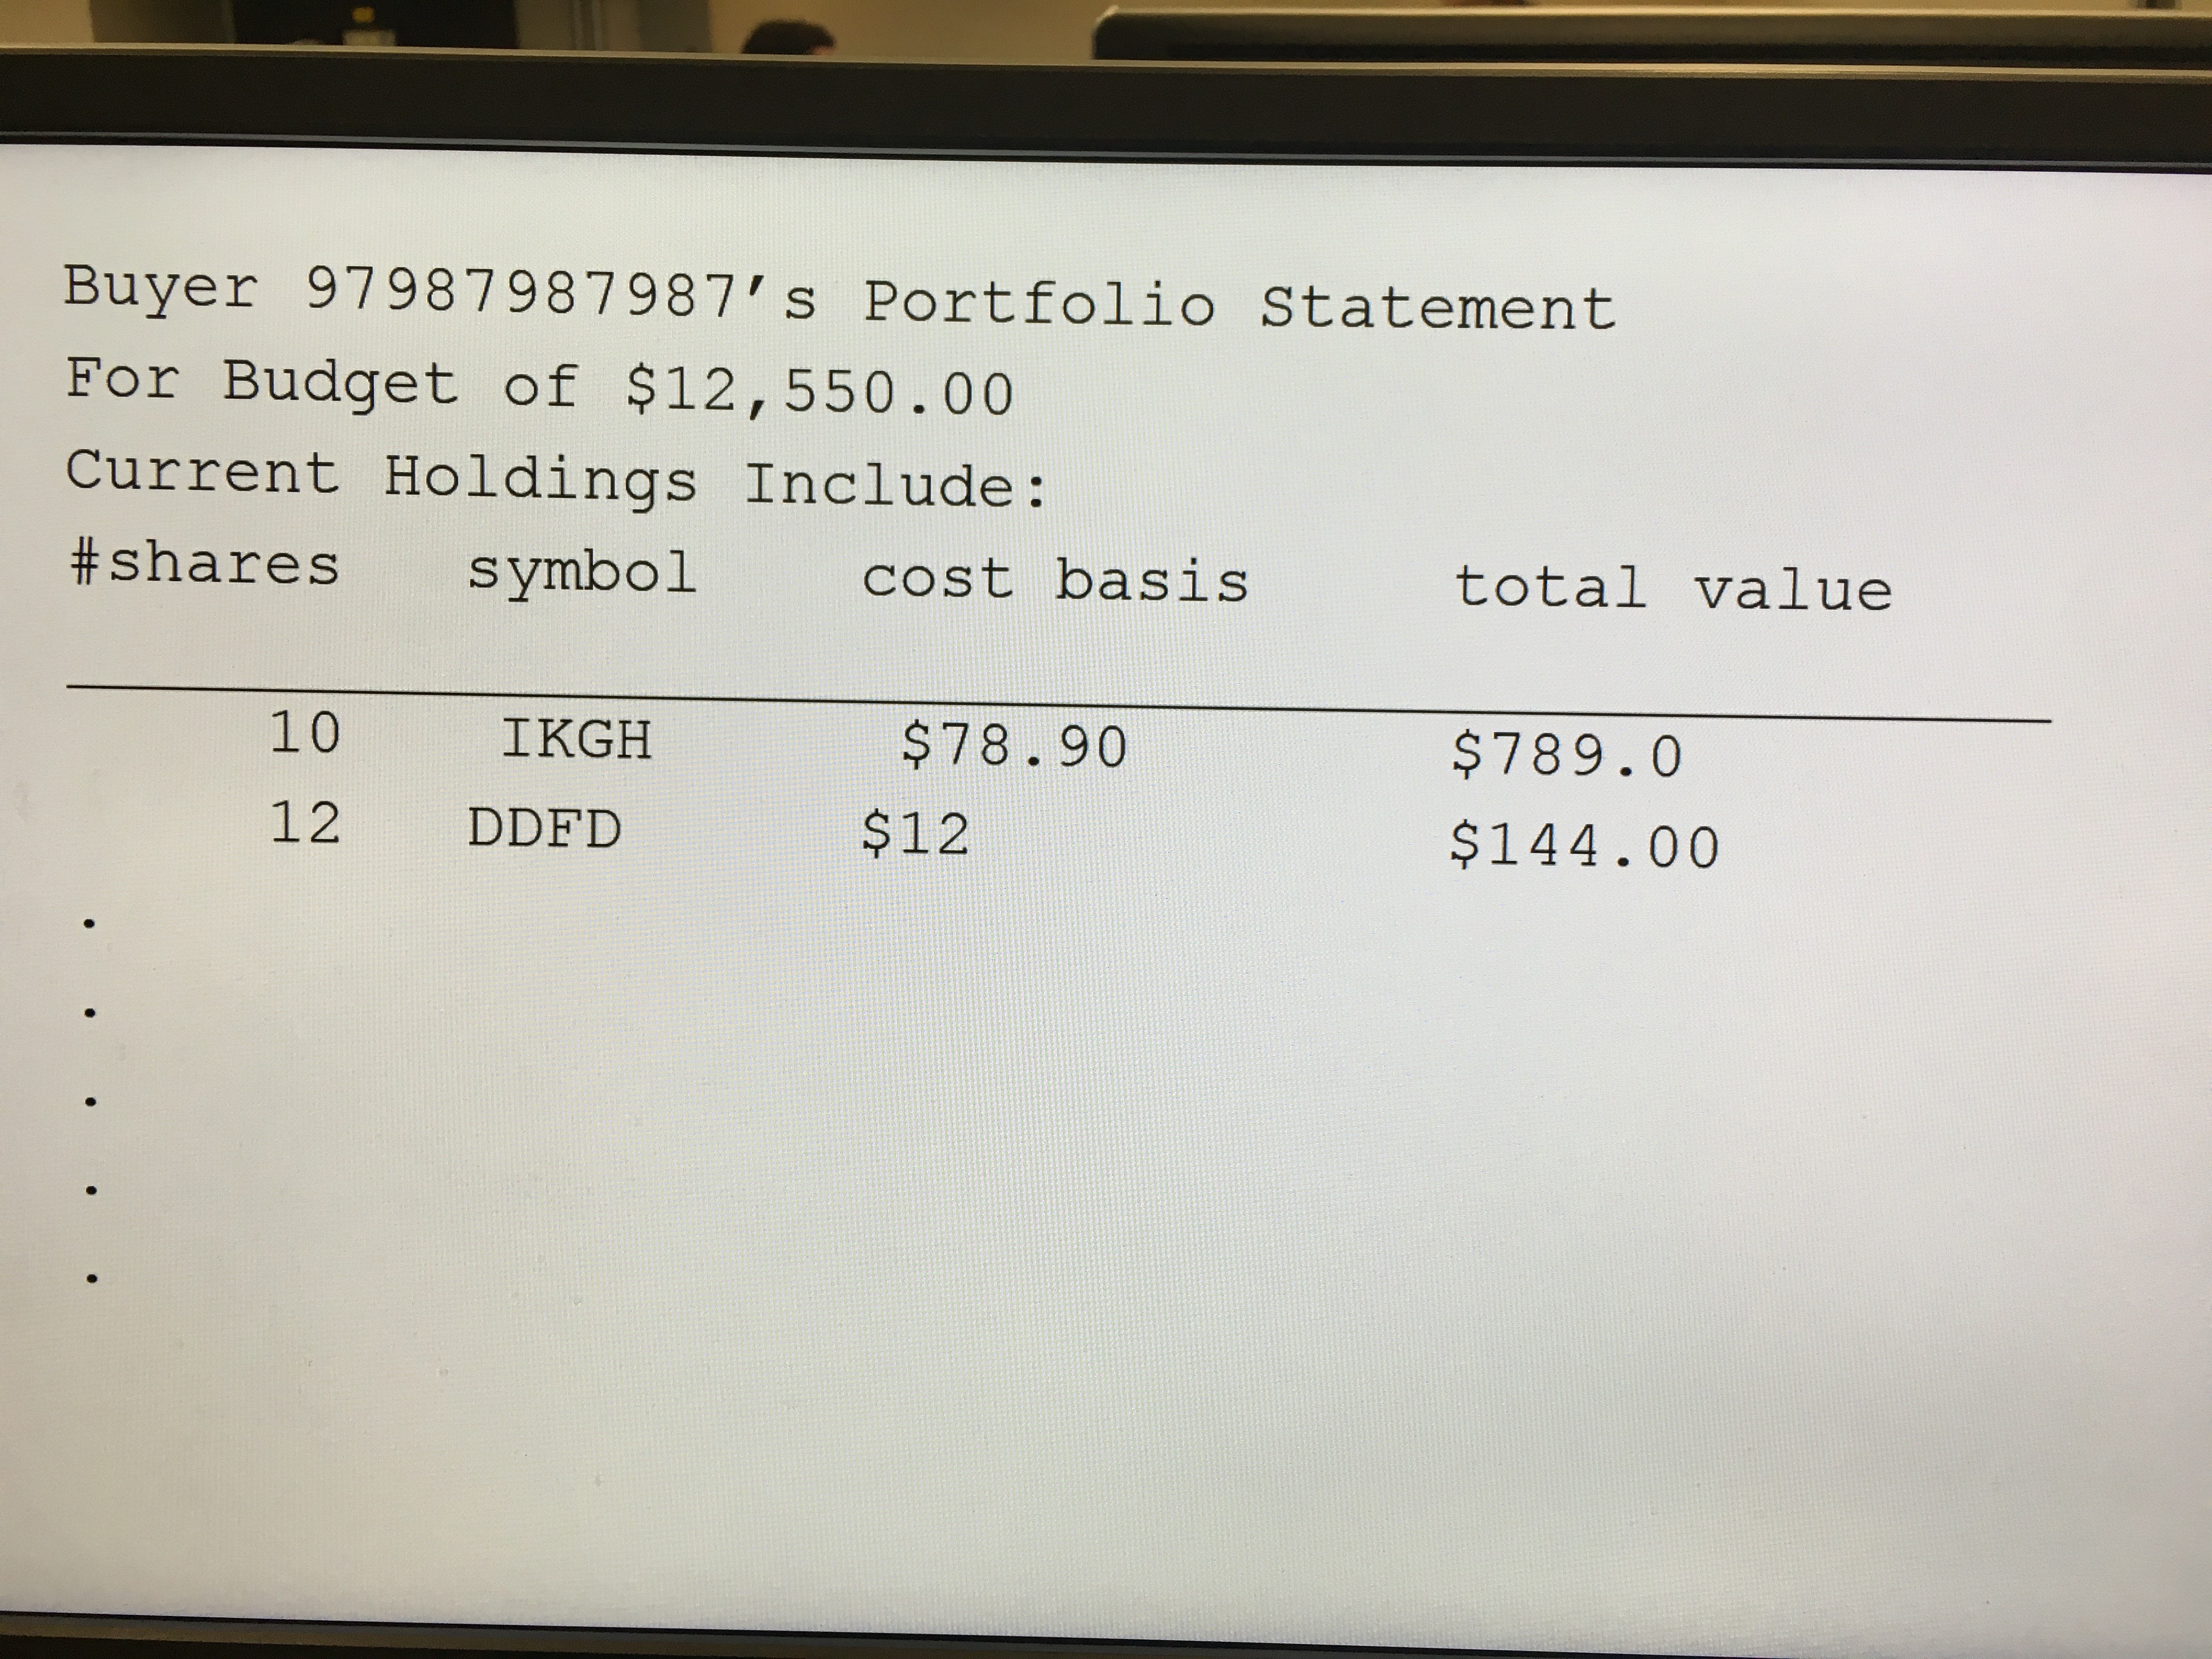 Buyer 97987987987's Portfolio Statement
For Budget of $12,550.00
Current Holdings Include:
#shares symbol cost basis total value
10 IKGH $78.90 $789.0
12 DDFD $12 $144.00
.
.
.
.
.